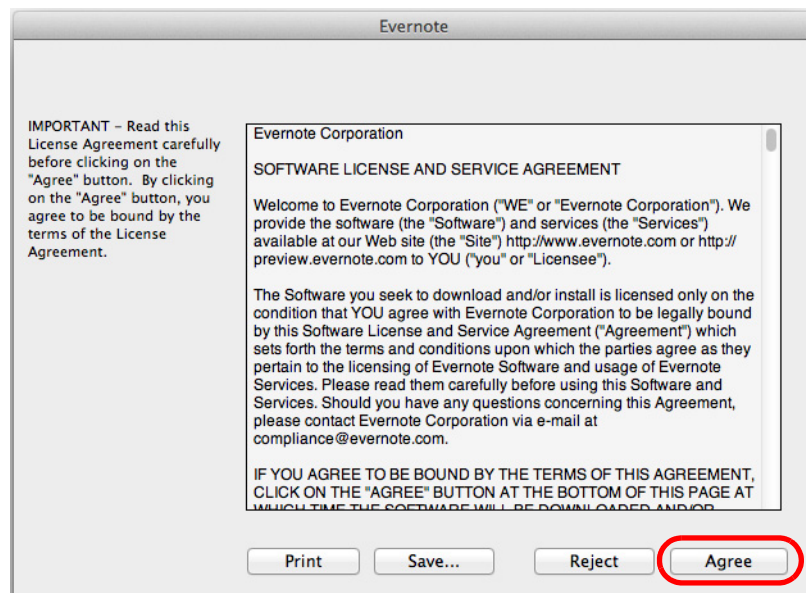 Evernote
IMPORTANT – Read this
License Agreement carefully
before clicking on the
"Agree" button.  By clicking
on the "Agree" button, you
agree to be bound by the
terms of the License
Agreement.
Evernote Corporation
SOFTWARE LICENSE AND SERVICE AGREEMENT
Welcome to Evernote Corporation ("WE" or "Evernote Corporation"). We
provide the software (the "Software") and services (the "Services")
available at our Web site (the "Site") http://www.evernote.com or http://
preview.evernote.com to YOU ("you" or "Licensee").
The Software you seek to download and/or install is licensed only on the
condition that YOU agree with Evernote Corporation to be legally bound
by this Software License and Service Agreement ("Agreement") which
sets forth the terms and conditions upon which the parties agree as they
pertain to the licensing of Evernote Software and usage of Evernote
Services. Please read them carefully before using this Software and
Services. Should you have any questions concerning this Agreement,
please contact Evernote Corporation via e-mail at
compliance@evernote.com.
IF YOU AGREE TO BE BOUND BY THE TERMS OF THIS AGREEMENT,
CLICK ON THE "AGREE" BUTTON AT THE BOTTOM OF THIS PAGE AT
WHICH TIME THE SOFTWARE WILL BE DOWNLOADED AND/OR
Print
Save...
Reject
Agree